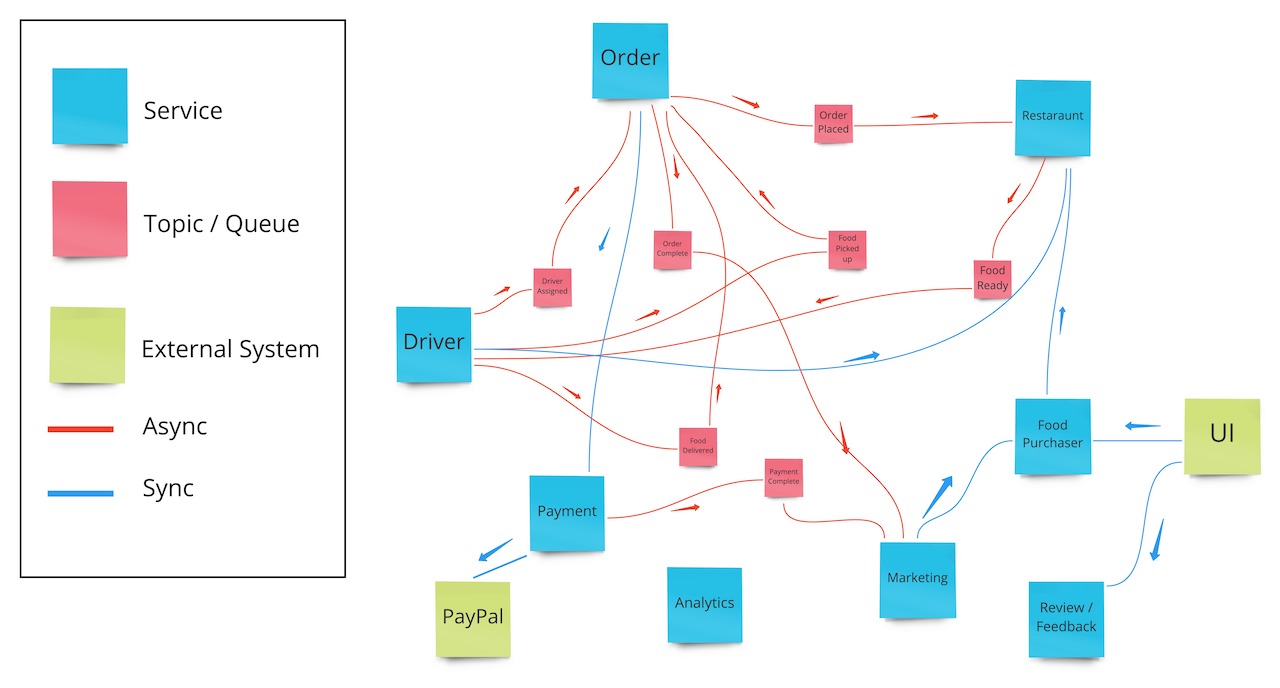 Service
Topic / Queue
External System
Async
Sync
Order
Order
Placed
Restaraunt
Order
Complete
Food
Picked
up
Driver
Assigned
Food
Ready
Driver
Food
Delivered
Food
Purchaser
UI
Payment
Complete
Payment
Marketing
PayPal
Analytics
Review /
Feedback